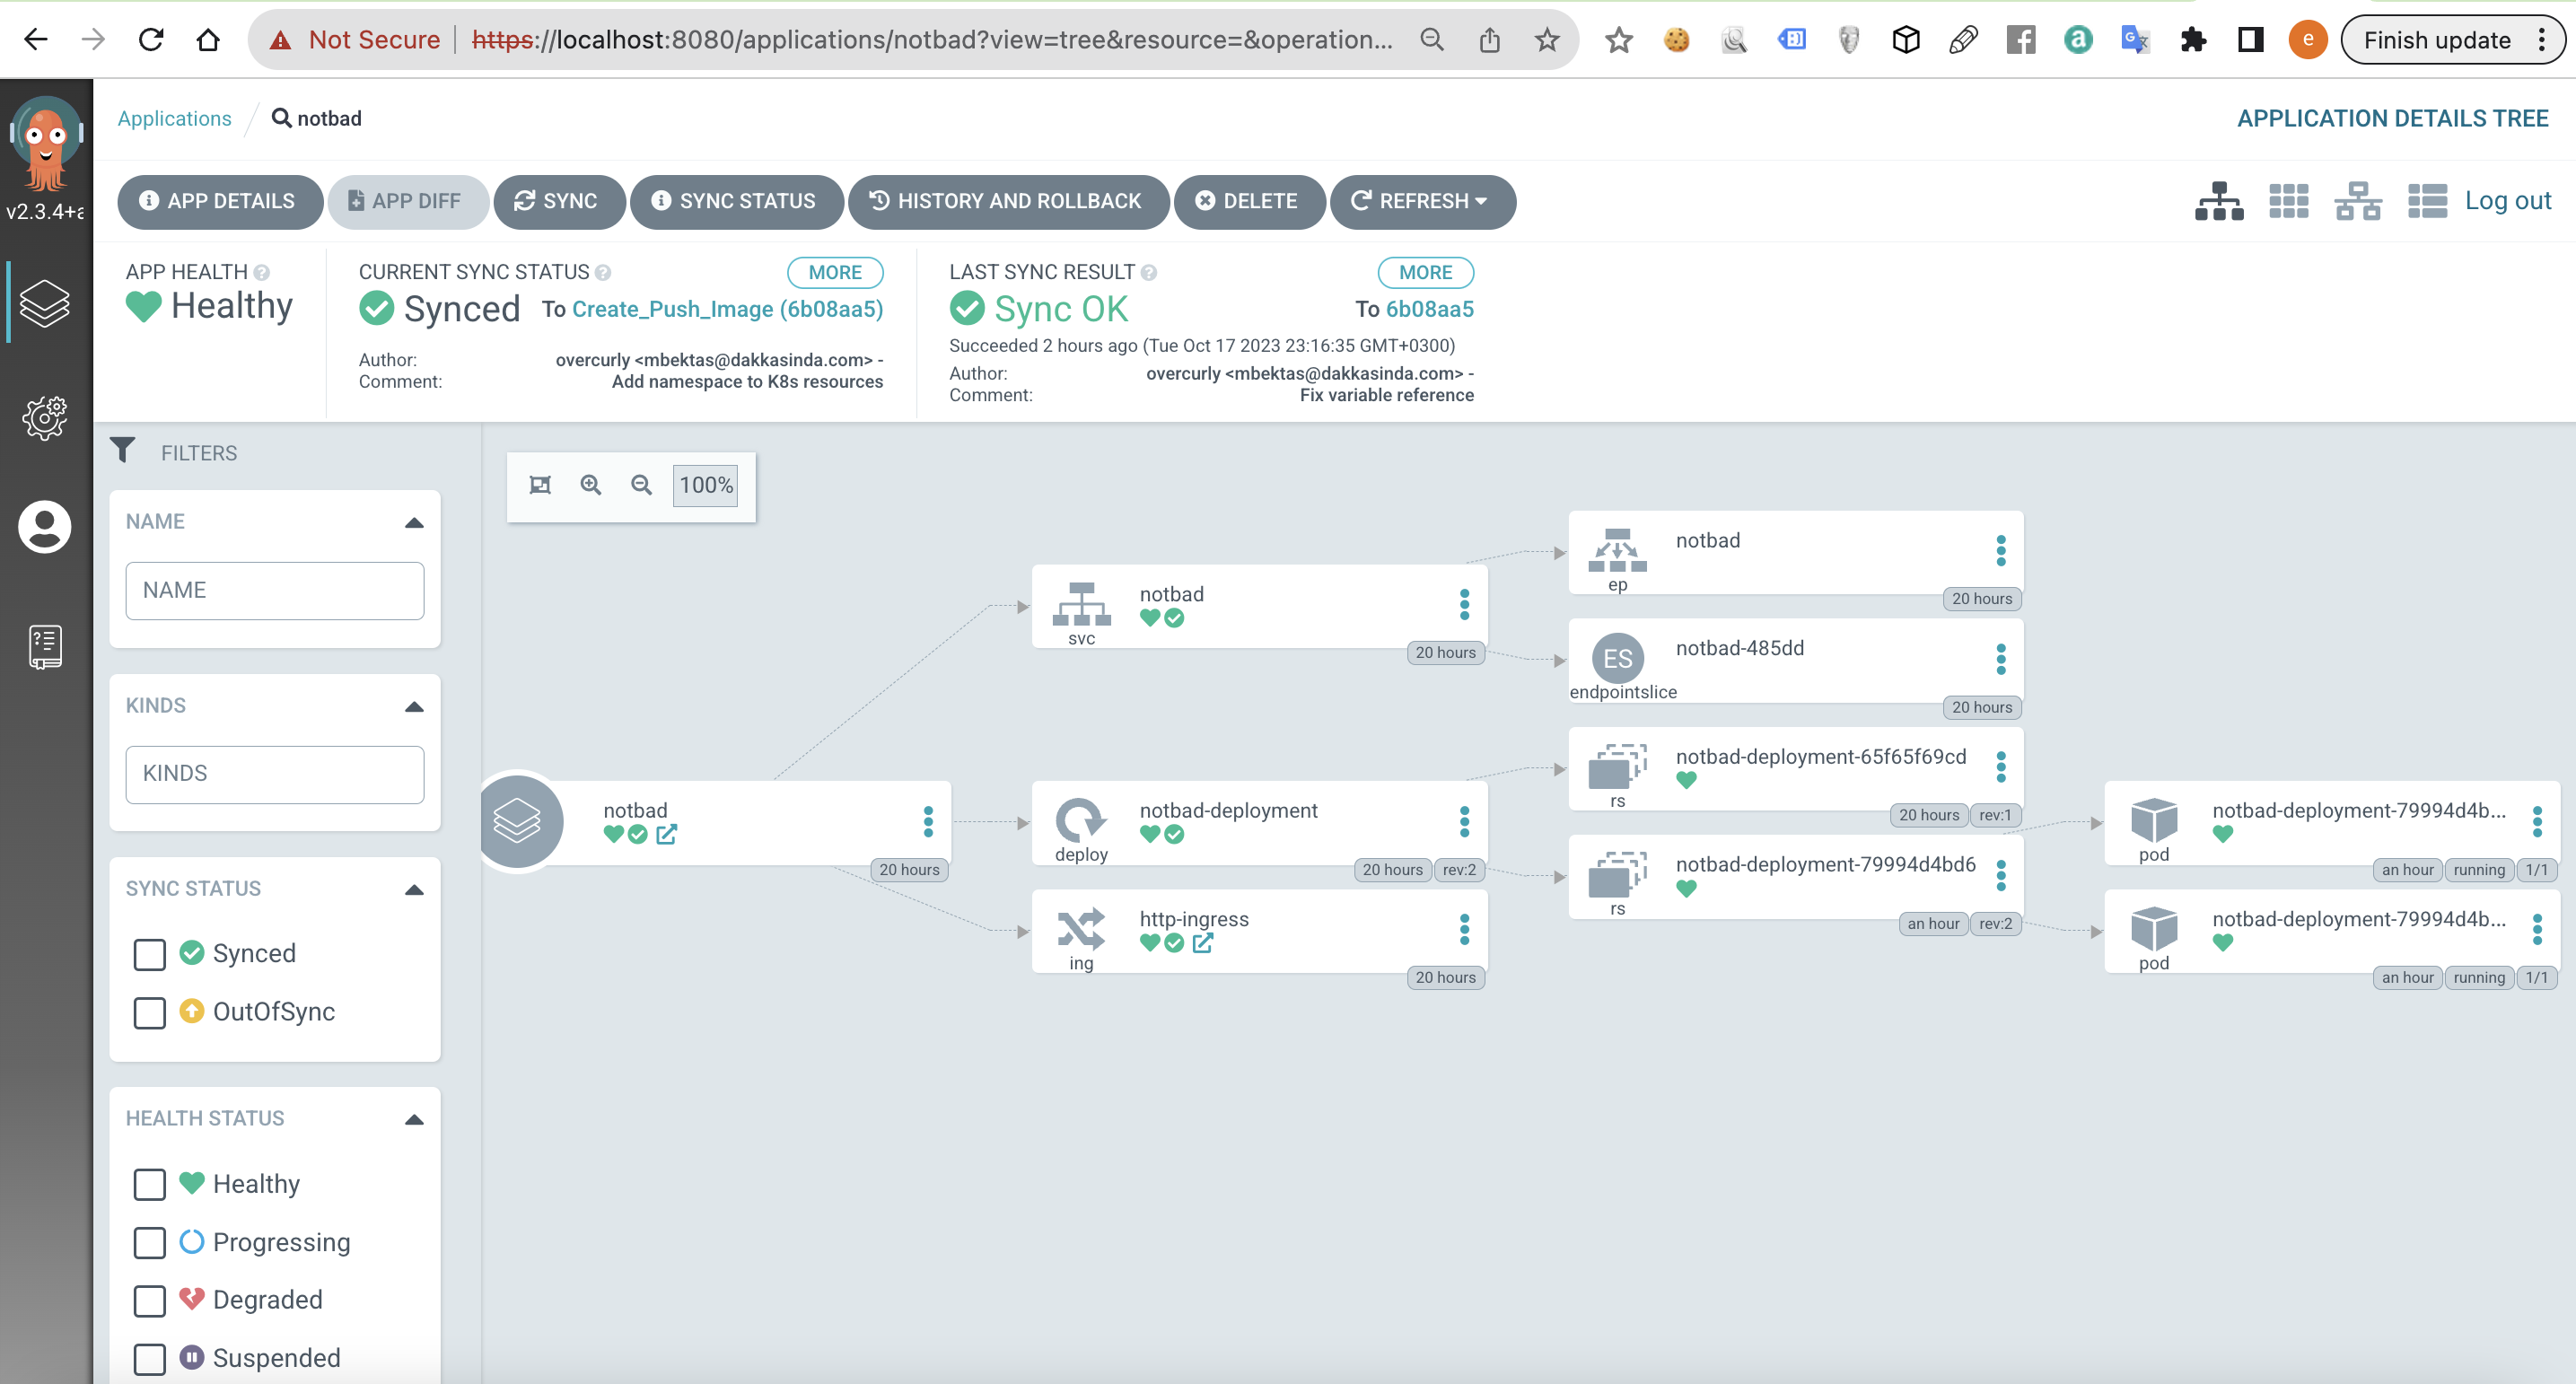 Not Secure https://localhost:8080/applications/notbad?view=tree&resource=&operation... e Finish update
Applications notbad APPLICATION DETAILS TREE
v2.3.4+a
APP DETAILS APP DIFF SYNC SYNC STATUS HISTORY AND ROLLBACK DELETE REFRESH Log out
APP HEALTH
Healthy
CURRENT SYNC STATUS MORE
Synced To Create_Push_Image (6b08aa5)
Author: overcurly <mbektas@dakkasinda.com> -
Comment: Add namespace to K8s resources
LAST SYNC RESULT MORE
Sync OK To 6b08aa5
Succeeded 2 hours ago (Tue Oct 17 2023 23:16:35 GMT+0300)
Author: overcurly <mbektas@dakkasinda.com> -
Comment: Fix variable reference
FILTERS
NAME
NAME
KINDS
KINDS
SYNC STATUS
Synced
OutOfSync
HEALTH STATUS
Healthy
Progressing
Degraded
Suspended
100%
notbad
20 hours
notbad
svc
20 hours
notbad-deployment
deploy
20 hours rev:2
http-ingress
ing
20 hours
notbad
ep
20 hours
ES
notbad-485dd
endpointslice
20 hours
notbad-deployment-65f65f69cd
rs
20 hours rev:1
notbad-deployment-79994d4bd6
rs
an hour rev:2
notbad-deployment-79994d4b...
pod
an hour running 1/1
notbad-deployment-79994d4b...
pod
an hour running 1/1